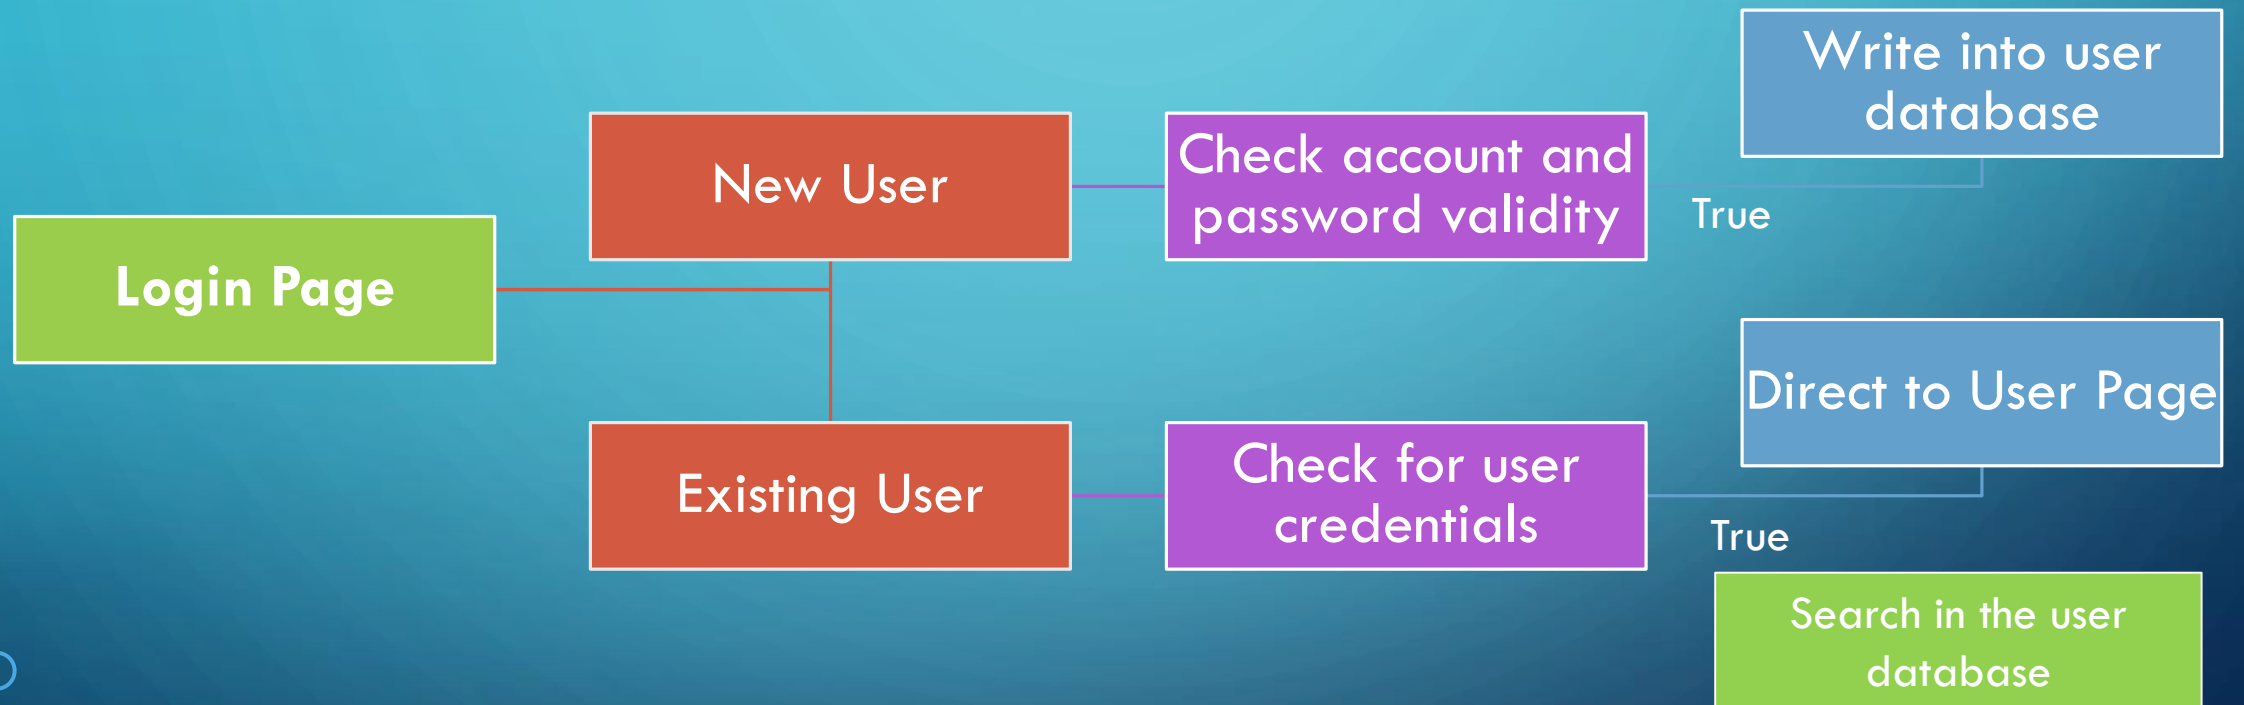 Login Page
New User
Check account and
password validity
True
Write into user
database
Existing User
Check for user
credentials
True
Direct to User Page
Search in the user
database